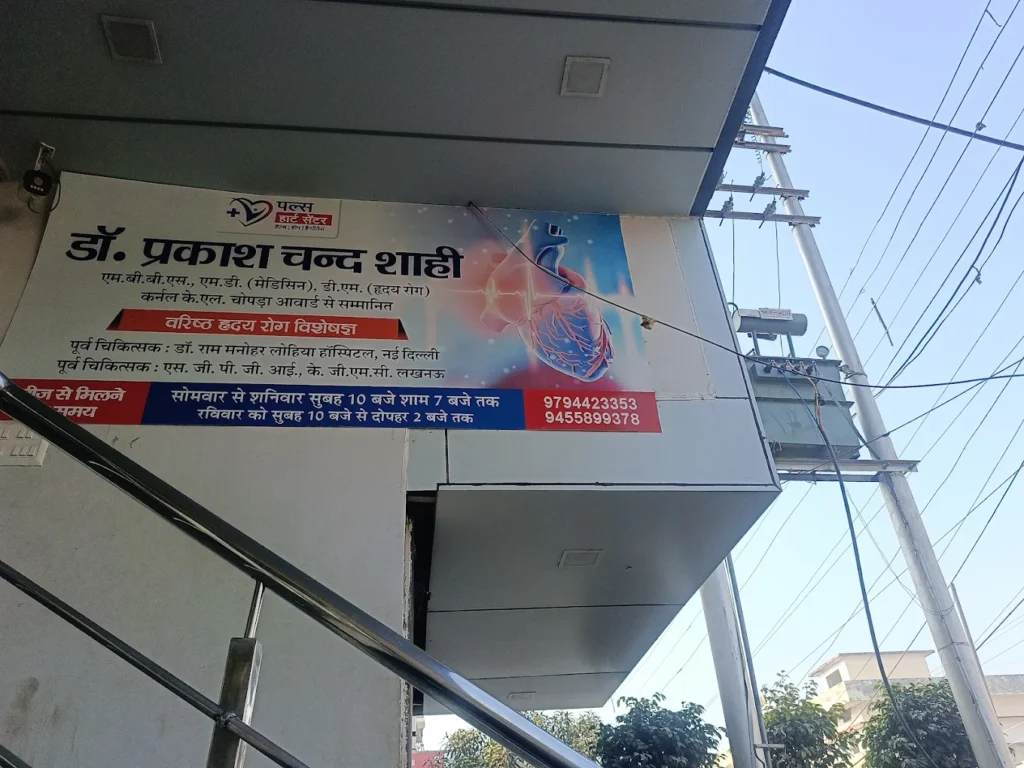 पल्स
हार्ट सेंटर
डॉ. प्रकाश चन्द शाही
एम.बी.बी.एस., एम.डी. (मेडिसिन), डी.एम. (हृदय रोग)
कर्नल के.एल. चोपड़ा आवार्ड से सम्मानित
वरिष्ठ हृदय रोग विशेषज्ञ
पूर्व चिकित्सक : डॉ. राम मनोहर लोहिया हॉस्पिटल, नई दिल्ली
पूर्व चिकित्सक : एस. जी. पी. जी. आई., के. जी.एम.सी. लखनऊ
से मिलने
समय
सोमवार से शनिवार सुबह 10 बजे शाम 7 बजे तक
रविवार को सुबह 10 बजे से दोपहर 2 बजे तक
9794423353
9455899378